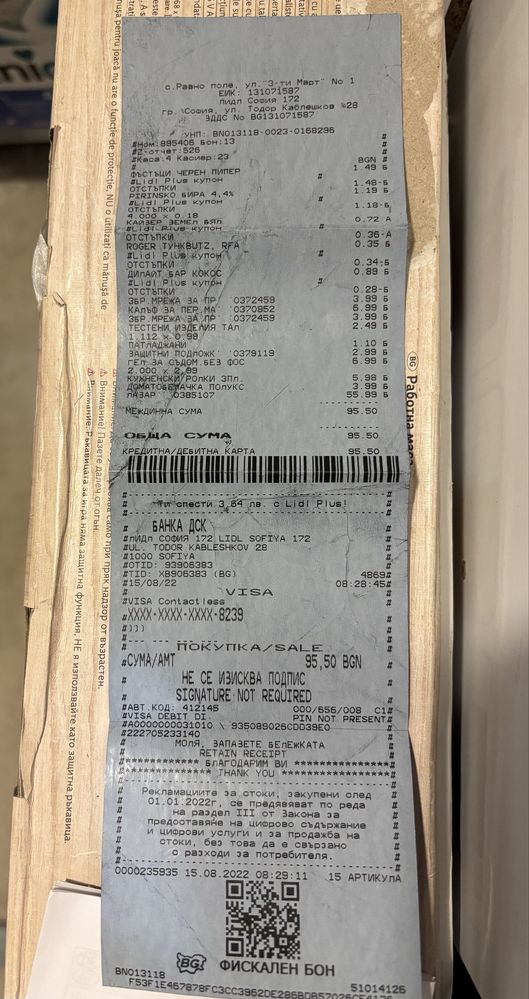 с.Равно поле, ул."3-ти Март" No 1
ЕИК: 131071587
Лидл София 172
гр. София, ул. Тодор Каблешков №28
ЗДДС No BG131071587
УНП: BN013118-0023-0168296
#Ном:885406 Бон:13 #
#Z-отчет:526 #
#Каса:4 Касиер:23 #
# BGN
ФЪСТЪЦИ ЧЕРЕН ПИПЕР 1.49 Б
#Lidl Plus купон #
ОТСТЪПКИ 1.48-Б
PIRINSKO БИРА 4,4% 1.19 Б
#Lidl Plus купон #
ОТСТЪПКИ 1.18-Б
4.000 x 0.18
КАЙЗЕР ЗЕМЕЛ БЯЛ 0.72 А
#Lidl Plus купон #
ОТСТЪПКИ 0.36-А
ROGER ТУНКВUTZ, RFA 0.35 Б
#Lidl Plus купон #
ОТСТЪПКИ 0.34-Б
ДИЛАЙТ БАР КОКОС 0.89 Б
#Lidl Plus купон #
ОТСТЪПКИ 0.28-Б
ЗБР.МРЕЖА ЗА ПР 0372459 3.99 Б
КАЛЪФ ЗА ПЕР.МА 0370852 6.99 Б
ЗБР.МРЕЖА ЗА ПР 0372459 3.99 Б
ТЕСТЕНИ ИЗДЕЛИЯ ТАЛ 2.49 Б
1.112 x 0.99
ПАТЛАДЖАНИ 1.10 Б
ЗАЩИТНИ ПОДЛОЖК 0379119 2.99 Б
ГЕЛ ЗА СЪДОМ.БЕЗ ФОС 6.99 Б
2.000 x 2.99
КУХНЕНСКИ РОЛКИ 3ПЛ. 5.98 Б
ДОМАТ.БЕЧКА ПОЛУКС 3.99 Б
0385107 55.99 Б
МЕЖДИННА СУМА 95.50
ОБЩА СУМА 95.50
КРЕДИТНА/ДЕБИТНА КАРТА 95.50
# Ти спести 3,64 лв. с Lidl Plus! #
# БАНКА ДСК #
#ЛИДЛ СОФИЯ 172 LIDL SOFIYA 172 #
#UL. TODOR KABLESHKOV 28 #
#1000 SOFIYA #
#OTID: 93906383 #
#TID: XB906383 (BG) 4869#
#15/08/22 08:28:45#
# VISA #
#VISA Contactless #
#XXXX-XXXX-XXXX-8239 #
#))) #
# ПОКУПКА/SALE #
#СУМА/AMT 95,50 BGN #
# НЕ СЕ ИЗИСКВА ПОДПИС #
# SIGNATURE NOT REQUIRED #
#АВТ.КОД: 412145 000/656/008 C1#
#VISA DEBIT DI. PIN NOT PRESENT#
#A0000000031010 \ 935089026CDD39E0 #
#222705233140 #
# МОЛЯ, ЗАПАЗЕТЕ БЕЛЕЖКАТА #
# RETAIN RECEIPT #
БЛАГОДАРИМ ВИ
THANK YOU
# Рекламациите за стоки, закупени след #
# 01.01.2022г, се предявяват по реда #
# на раздел III от Закона за #
# предоставяне на цифрово съдържание #
# и цифрови услуги и за продажба на #
# стоки, без това да е свързано #
# с разходи за потребителя. #
0000235935 15.08.2022 08:29:11 15 АРТИКУЛА
BG ФИСКАЛЕН БОН
BN013118 51014126
BG Работна
⚠ Внимание! Пазете далеч от огън.